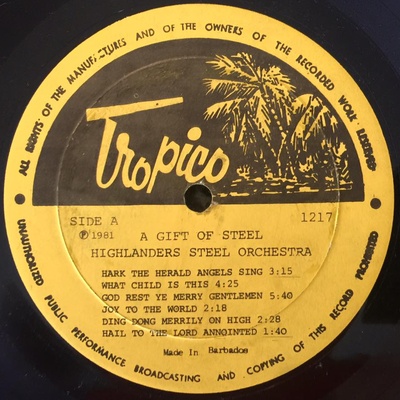 ALL RIGHTS OF THE MANUFACTURES AND OF THE OWNERS OF THE RECORDED WORK RESERVED
Tropico
SIDE A
1217
℗ 1981
A GIFT OF STEEL
HIGHLANDERS STEEL ORCHESTRA
HARK THE HERALD ANGELS SING 3:15
WHAT CHILD IS THIS 4:25
GOD REST YE MERRY GENTLEMEN 5:40
JOY TO THE WORLD 2:18
DING DONG MERRILY ON HIGH 2:28
HAIL TO THE LORD ANNOINTED 1:40
Made In Barbados
UNAUTHORIZED PUBLIC PERFORMANCE BROADCASTING AND COPYING OF THIS RECORD PROHIBITED